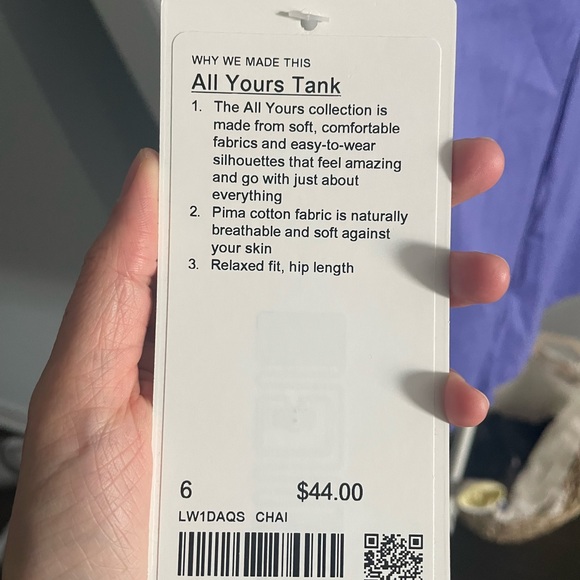 WHY WE MADE THIS
All Yours Tank
1. The All Yours collection is
made from soft, comfortable
fabrics and easy-to-wear
silhouettes that feel amazing
and go with just about
everything
2. Pima cotton fabric is naturally
breathable and soft against
your skin
3. Relaxed fit, hip length
6 $44.00
LW1DAQS CHAI